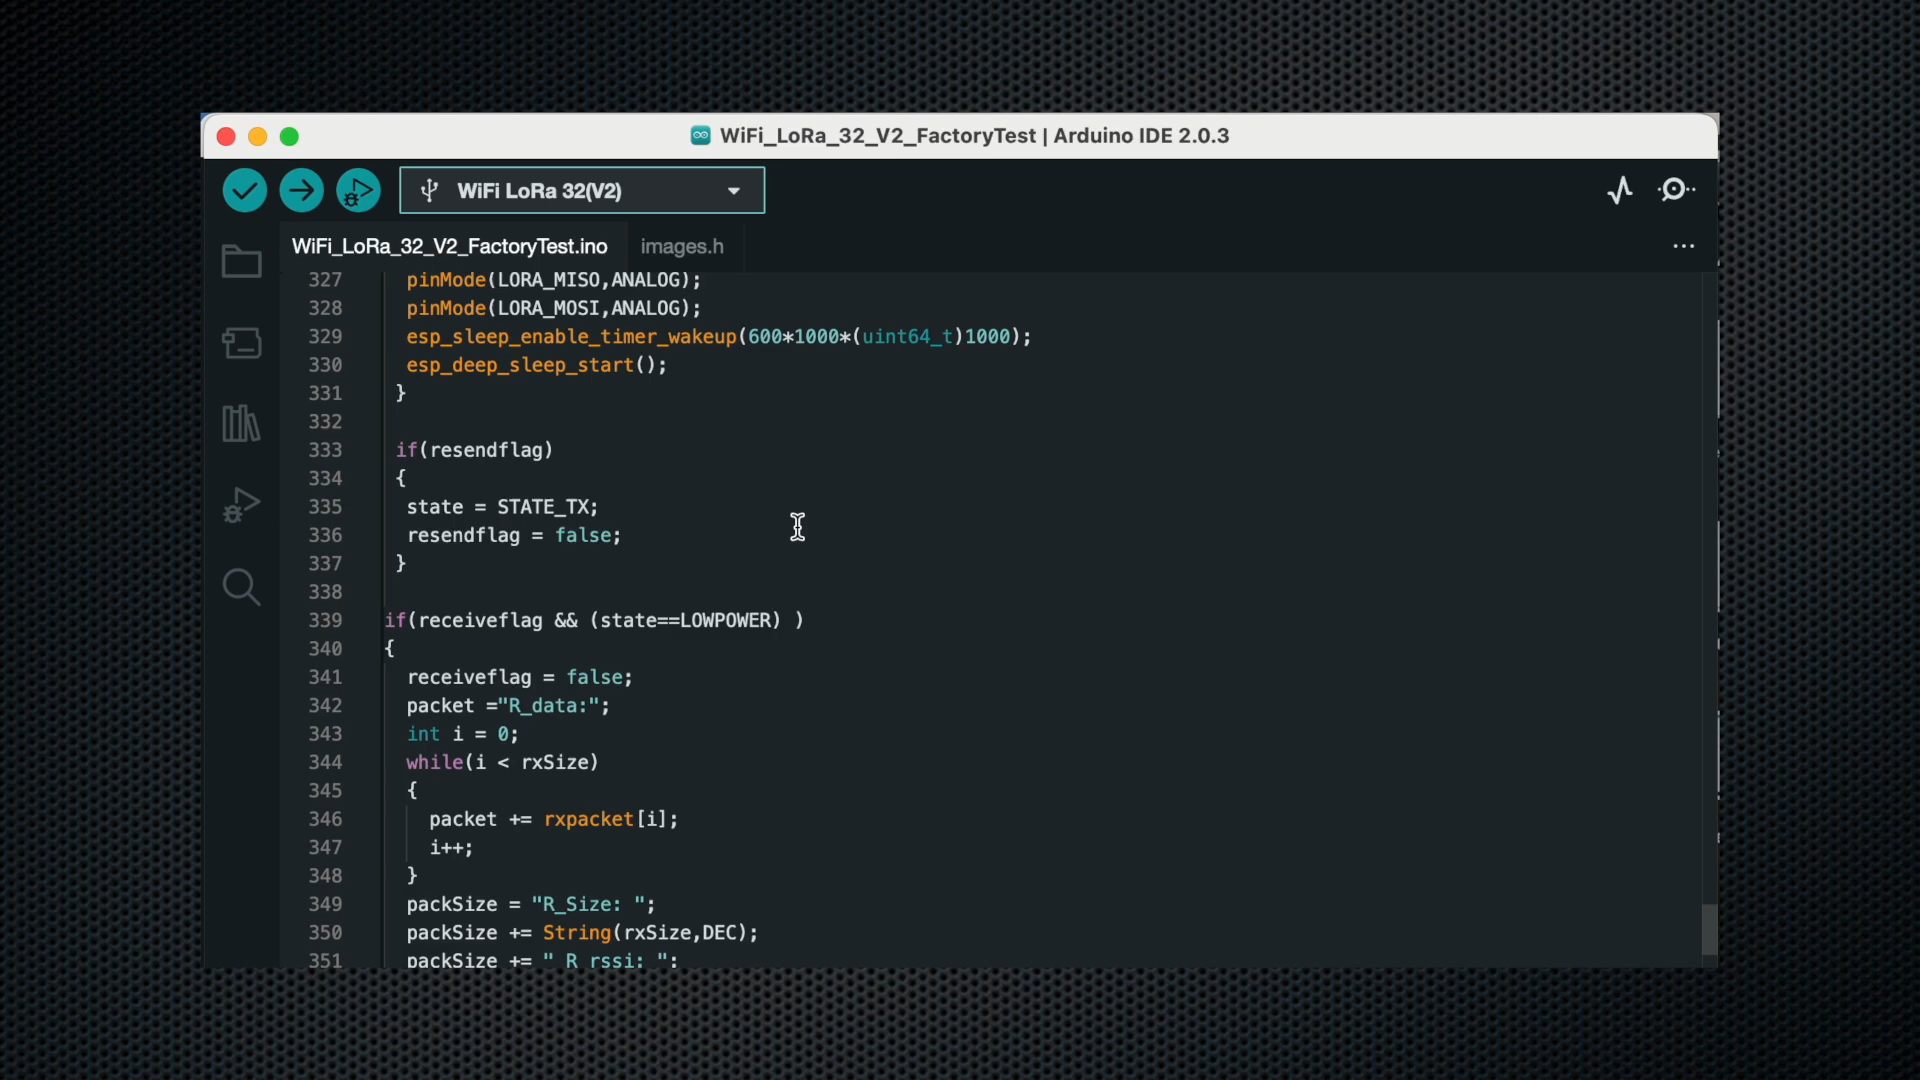 WiFi_LoRa_32_V2_FactoryTest | Arduino IDE 2.0.3
WiFi LoRa 32(V2)
WiFi_LoRa_32_V2_FactoryTest.ino images.h
327 pinMode(LORA_MISO,ANALOG);
328 pinMode(LORA_MOSI,ANALOG);
329 esp_sleep_enable_timer_wakeup(600*1000*(uint64_t)1000);
330 esp_deep_sleep_start();
331 }
332
333 if(resendflag)
334 {
335 state = STATE_TX;
336 resendflag = false;
337 }
338
339 if(receiveflag && (state==LOWPOWER) )
340 {
341 receiveflag = false;
342 packet ="R_data:";
343 int i = 0;
344 while(i < rxSize)
345 {
346 packet += rxpacket[i];
347 i++;
348 }
349 packSize = "R_Size: ";
350 packSize += String(rxSize,DEC);
351 packSize += " R_rssi: ";